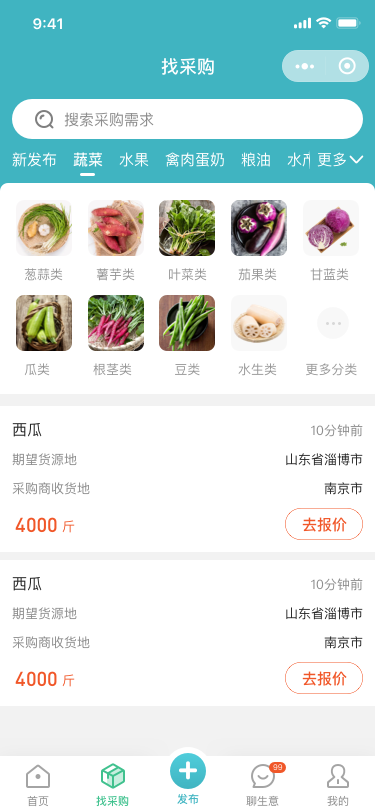 9:41
找采购
搜索采购需求
新发布 蔬菜 水果 禽肉蛋奶 粮油 水产 更多
葱蒜类 薯芋类 叶菜类 茄果类 甘蓝类
瓜类 根茎类 豆类 水生类 更多分类
西瓜 10分钟前
期望货源地 山东省淄博市
采购商收货地 南京市
4000 斤 去报价
西瓜 10分钟前
期望货源地 山东省淄博市
采购商收货地 南京市
4000 斤 去报价
99
首页 找采购 发布 聊生意 我的